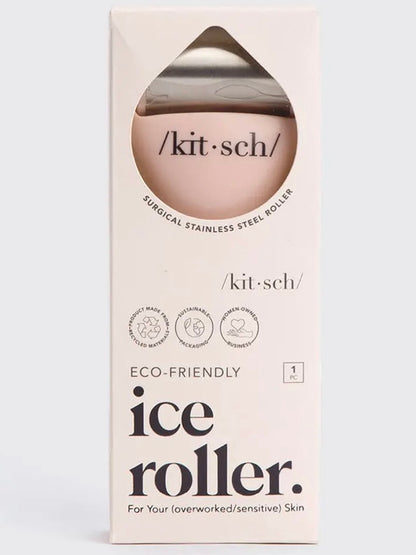 /kit·sch/
SURGICAL STAINLESS STEEL ROLLER
/kit·sch/
PRODUCT MADE FROM RECYCLED MATERIALS
SUSTAINABLE PACKAGING
WOMEN-OWNED BUSINESS
ECO-FRIENDLY
1
PC
ice
roller.
For Your (overworked/sensitive) Skin